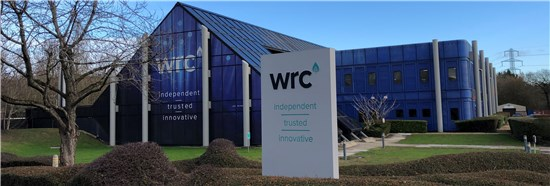 wrc
independent
trusted
innovative
wrc
independent
trusted
innovative